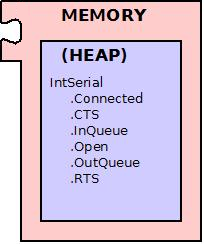 MEMORY
(HEAP)
IntSerial
.Connected
.CTS
.InQueue
.Open
.OutQueue
.RTS